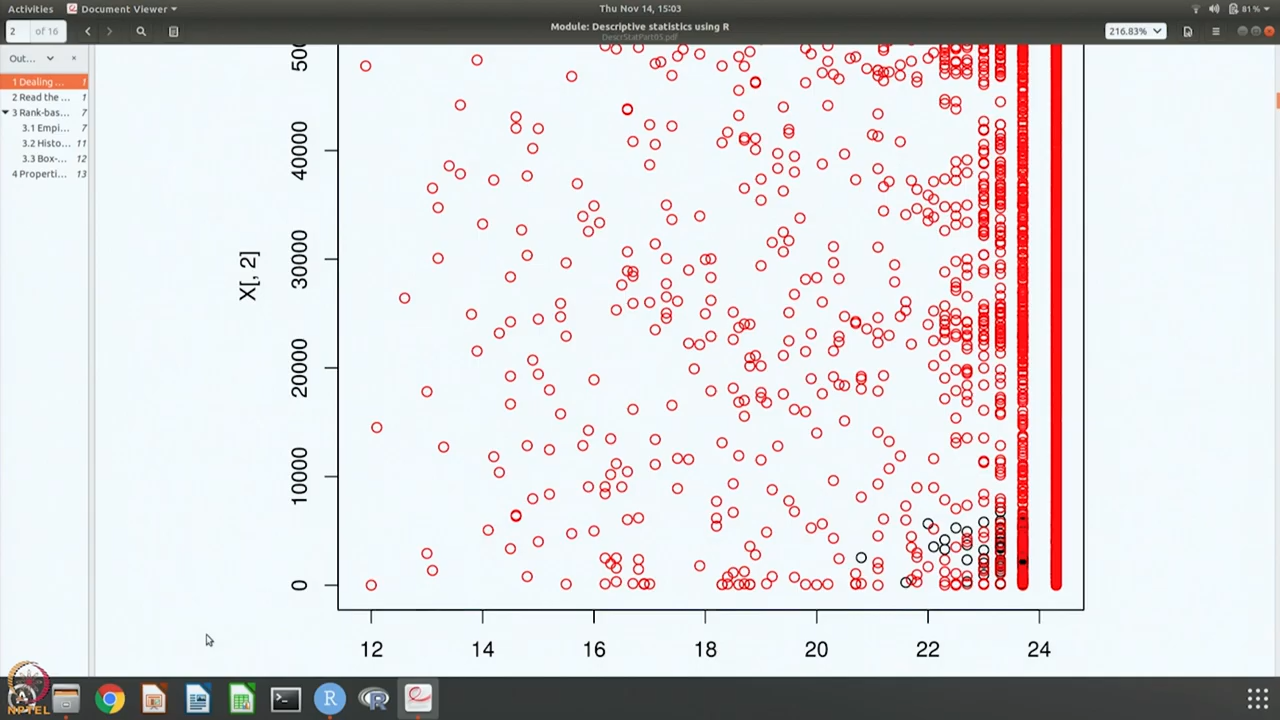 Activities
Document Viewer
Thu Nov 14, 15:03
81 %
2
of 16
Module: Descriptive statistics using R
DescrStatPart05.pdf
216.83%
Out...
1 Dealing ... 1
2 Read the ... 1
3 Rank-bas... 7
3.1 Empi... 7
3.2 Histo... 11
3.3 Box-... 12
4 Properti... 13
X[, 2]
500
40000
30000
20000
10000
0
12 14 16 18 20 22 24
NPTEL